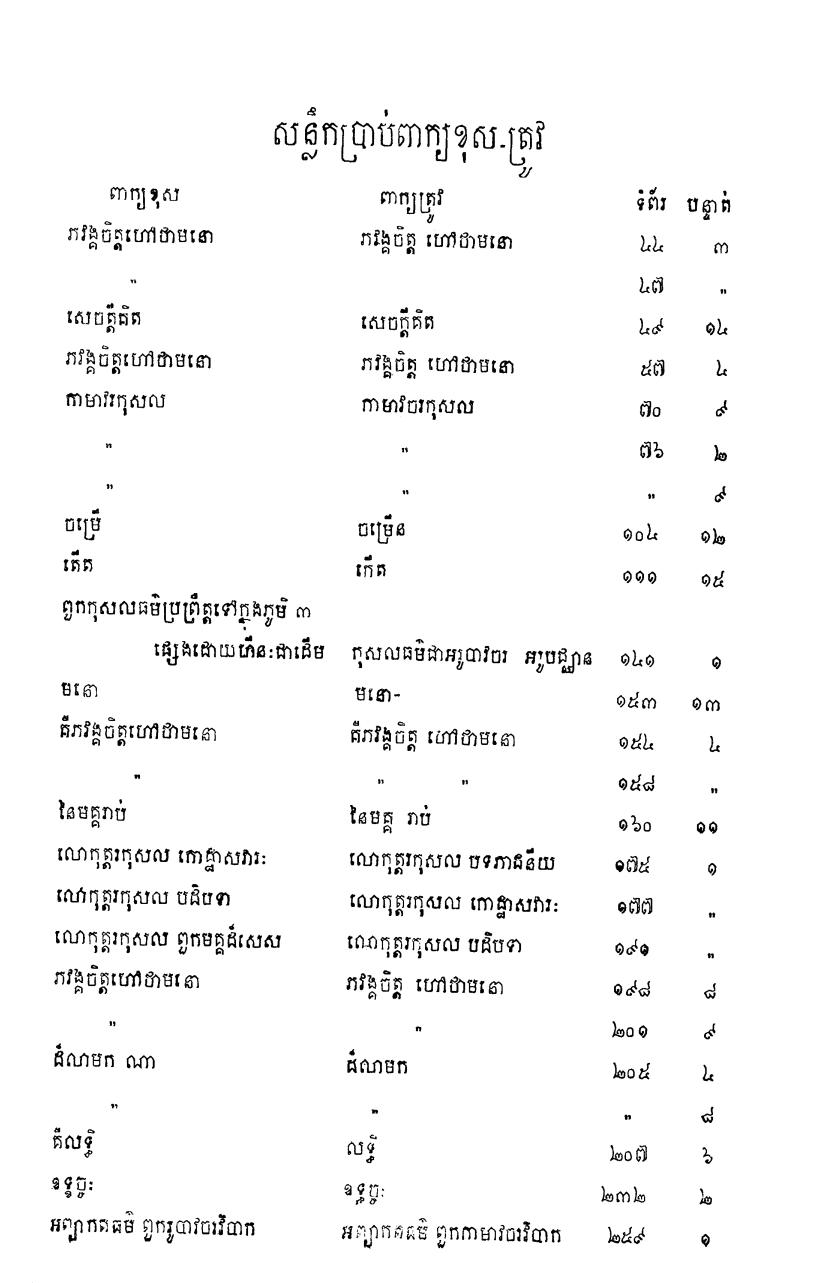 សន្លឹកប្រាប់ពាក្យខុស-ត្រូវ
ពាក្យខុស ពាក្យត្រូវ ទំព័រ បន្ទាត់
ភវង្គចិត្តហៅជាមនោ ភវង្គចិត្ត ហៅជាមនោ ៤៤ ៣
" ៤៧ "
សេចត្តីគិត សេចក្តីគិត ៤៩ ១៤
ភវង្គចិត្តហៅជាមនោ ភវង្គចិត្ត ហៅជាមនោ ៥៧ ៤
កាមាវរកុសល កាមាវចរកុសល ៧០ ៩
" " ៧៦ ២
" " " ៩
ចម្រើ ចម្រើន ១០៤ ១២
តើត កើត ១១១ ១៥
ពួកកុសលធម៌ប្រព្រឹត្តទៅក្នុងភូមិ ៣
ផ្សេងដោយហីនៈជាដើម កុសលធម៌ជាអរូបាវចរ អរូបជ្ឈាន ១៤១ ១
មនោ មនោ- ១៥៣ ១៣
គឺភវង្គចិត្តហៅជាមនោ គឺភវង្គចិត្ត ហៅជាមនោ ១៥៤ ៤
" " " ១៥៨ "
នៃមគ្គរាប់ នៃមគ្គ រាប់ ១៦០ ១១
លោកុត្តរកុសល កោដ្ឋាសវារៈ លោកុត្តរកុសល បទភាជនីយ ១៧៥ ១
លោកុត្តរកុសល បដិបទា លោកុត្តរកុសល កោដ្ឋាសវារៈ ១៧៧ "
លោកុត្តរកុសល ពួកមគ្គដ៏សេស លោកុត្តរកុសល បដិបទា ១៩១ "
ភវង្គចិត្តហៅជាមនោ ភវង្គចិត្ត ហៅជាមនោ ១៩៨ ៨
" " ២០១ ៩
ដ៏លាមក ណា ដ៏លាមក ២០៥ ៤
" " " ៨
គឺលទ្ធិ លទ្ធិ ២០៧ ៦
ឧទ្ទច្ចៈ ឧទ្ធច្ចៈ ២៣២ ២
អព្យាកតធម៌ ពួករូបាវចរវិបាក អព្យាកតធម៌ ពួកកាមាវចរវិបាក ២៥៩ ១